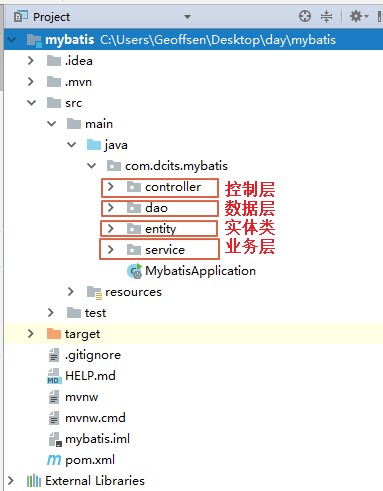 Project
mybatis C:\Users\Geoffsen\Desktop\day\mybatis
.idea
.mvn
src
main
java
com.dcits.mybatis
controller 控制层
dao 数据层
entity 实体类
service 业务层
MybatisApplication
resources
test
target
.gitignore
MD HELP.md
mvnw
mvnw.cmd
mybatis.iml
m pom.xml
External Libraries